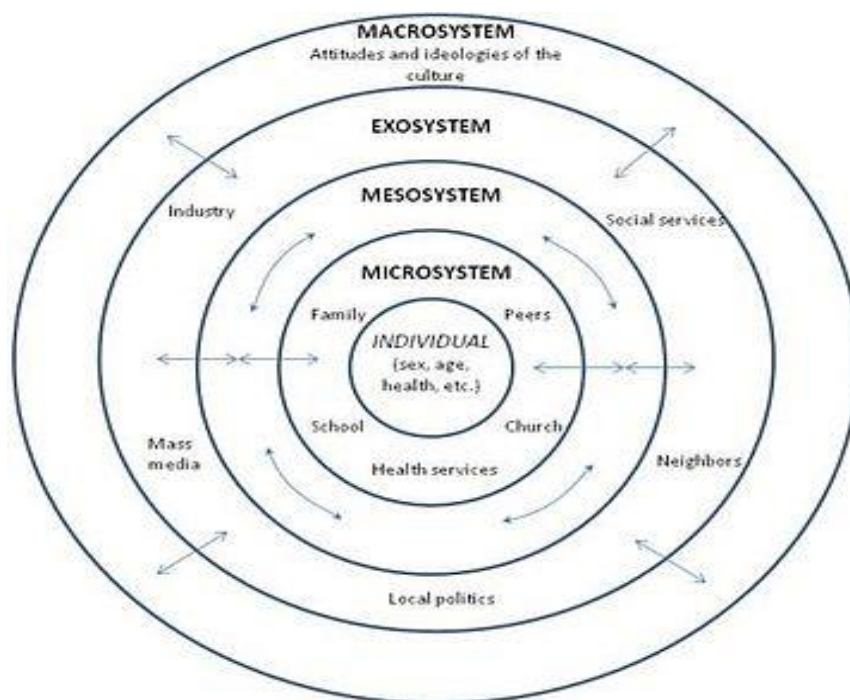 MACROSYSTEM
Attitudes and ideologies of the
culture
EXOSYSTEM
MESOSYSTEM
Industry
Social services
MICROSYSTEM
Family
Peers
INDIVIDUAL
{sex, age,
health, etc.}
School
Church
Mass
media
Health services
Neighbors
Local politics